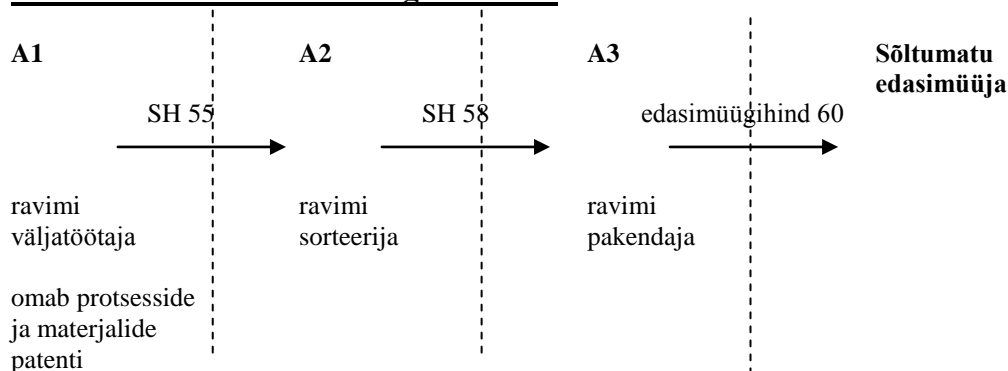 A1 A2 A3 Sõltumatu
edasimüüja
SH 55 SH 58 edasimüügihind 60
ravimi ravimi ravimi
väljatöötaja sorteerija pakendaja
omab protsesside
ja materjalide
patenti